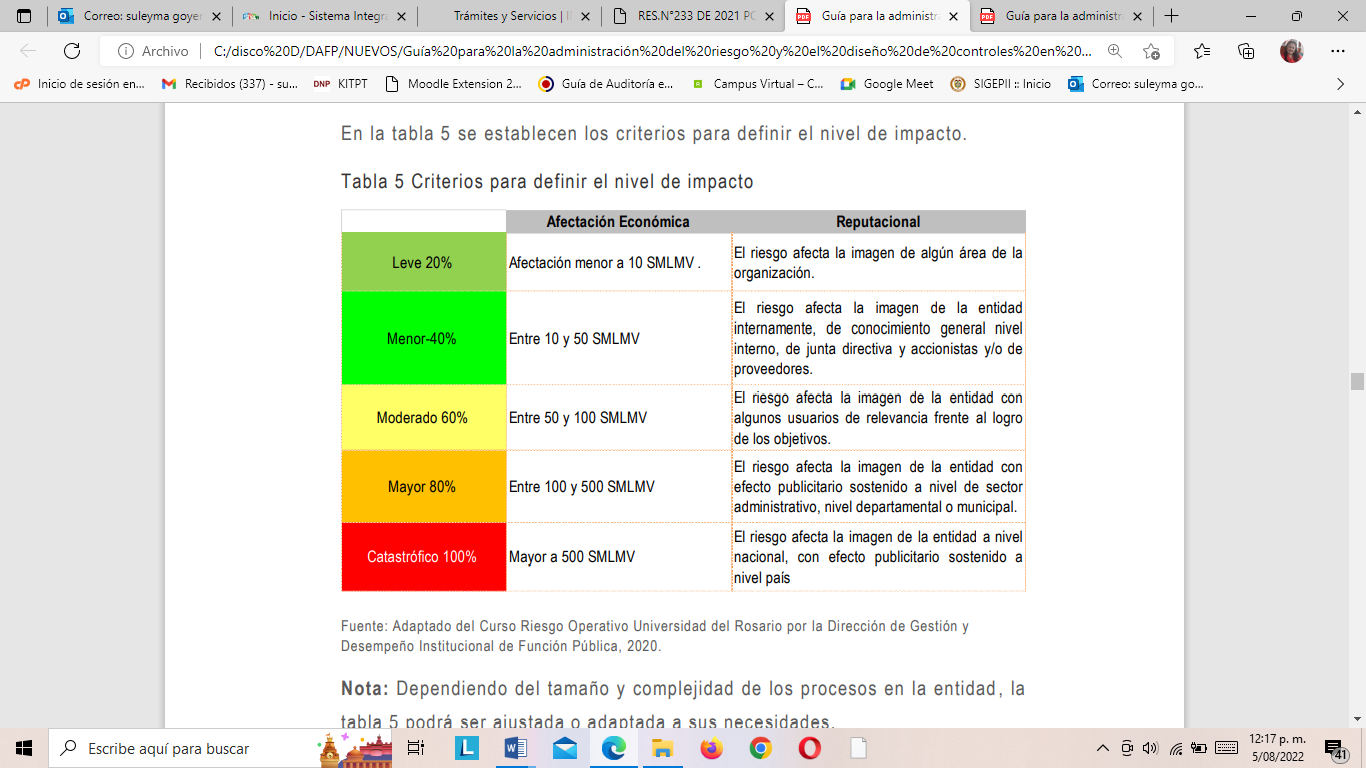 Correo: suleyma goyer
Inicio - Sistema Integra
Trámites y Servicios | II
RES.N°233 DE 2021 PC
Guía para la administra
Guía para la administra
Archivo
C:/disco%20D/DAFP/NUEVOS/Guía%20para%20la%20administración%20del%20riesgo%20y%20el%20diseño%20de%20controles%20en%20...
Inicio de sesión en...
Recibidos (337) - su...
DNP KITPT
Moodle Extension 2...
Guía de Auditoría e...
Campus Virtual – C...
Google Meet
SIGEPII :: Inicio
Correo: suleyma go...
En la tabla 5 se establecen los criterios para definir el nivel de impacto.
Tabla 5 Criterios para definir el nivel de impacto
Afectación Económica
Reputacional
Leve 20%
Afectación menor a 10 SMLMV .
El riesgo afecta la imagen de algún área de la
organización.
Menor-40%
Entre 10 y 50 SMLMV
El riesgo afecta la imagen de la entidad
internamente, de conocimiento general nivel
interno, de junta directiva y accionistas y/o de
proveedores.
Moderado 60%
Entre 50 y 100 SMLMV
El riesgo afecta la imagen de la entidad con
algunos usuarios de relevancia frente al logro
de los objetivos.
Mayor 80%
Entre 100 y 500 SMLMV
El riesgo afecta la imagen de la entidad con
efecto publicitario sostenido a nivel de sector
administrativo, nivel departamental o municipal.
Catastrófico 100%
Mayor a 500 SMLMV
El riesgo afecta la imagen de la entidad a nivel
nacional, con efecto publicitario sostenido a
nivel país
Fuente: Adaptado del Curso Riesgo Operativo Universidad del Rosario por la Dirección de Gestión y
Desempeño Institucional de Función Pública, 2020.
Nota: Dependiendo del tamaño y complejidad de los procesos en la entidad, la
tabla 5 podrá ser ajustada o adaptada a sus necesidades.
Escribe aquí para buscar
12:17 p. m.
5/08/2022
41